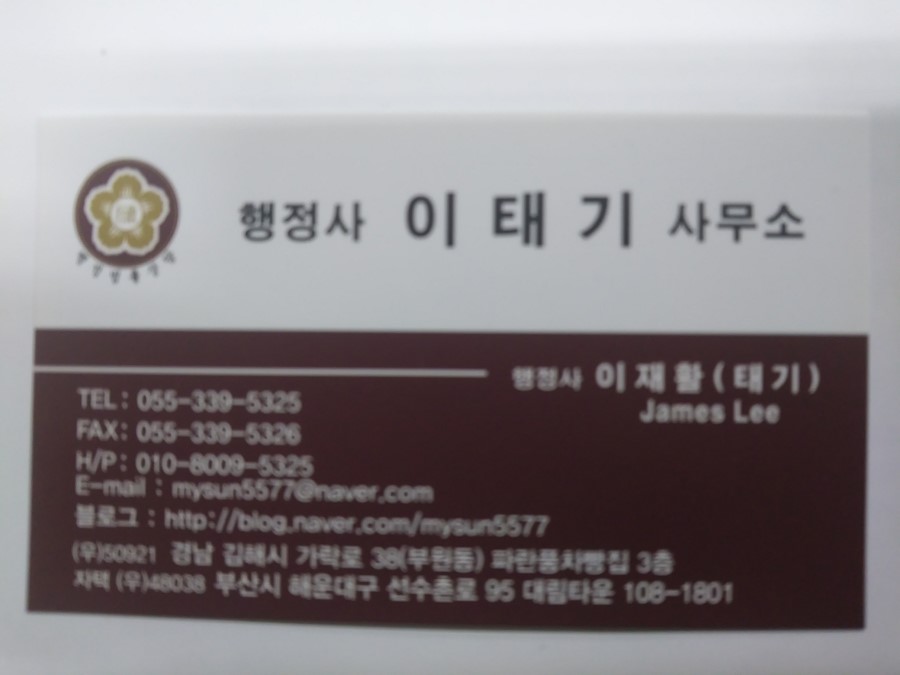 행정사 이태기 사무소
행정사 이재활(태기)
James Lee
TEL: 055-339-5325
FAX: 055-339-5326
H/P: 010-8009-5325
E-mail : mysun5577@naver.com
블로그 : http://blog.naver.com/mysun5577
(우)50921 경남 김해시 가락로 38(부원동) 파란풍차빵집 3층
자택 (우)48038 부산시 해운대구 선수촌로 95 대림타운 108-1801